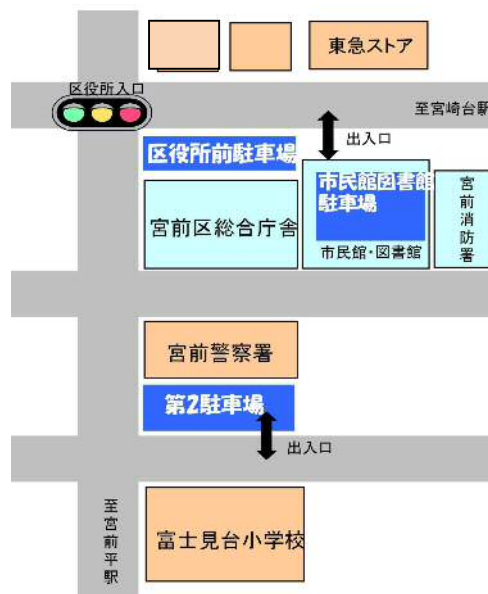 東急ストア
区役所入口
至宮崎台駅
出入口
区役所前駐車場
市民館図書館
駐車場
宮前区総合庁舎
宮前消防署
市民館・図書館
宮前警察署
第2駐車場
出入口
至宮前平駅
富士見台小学校